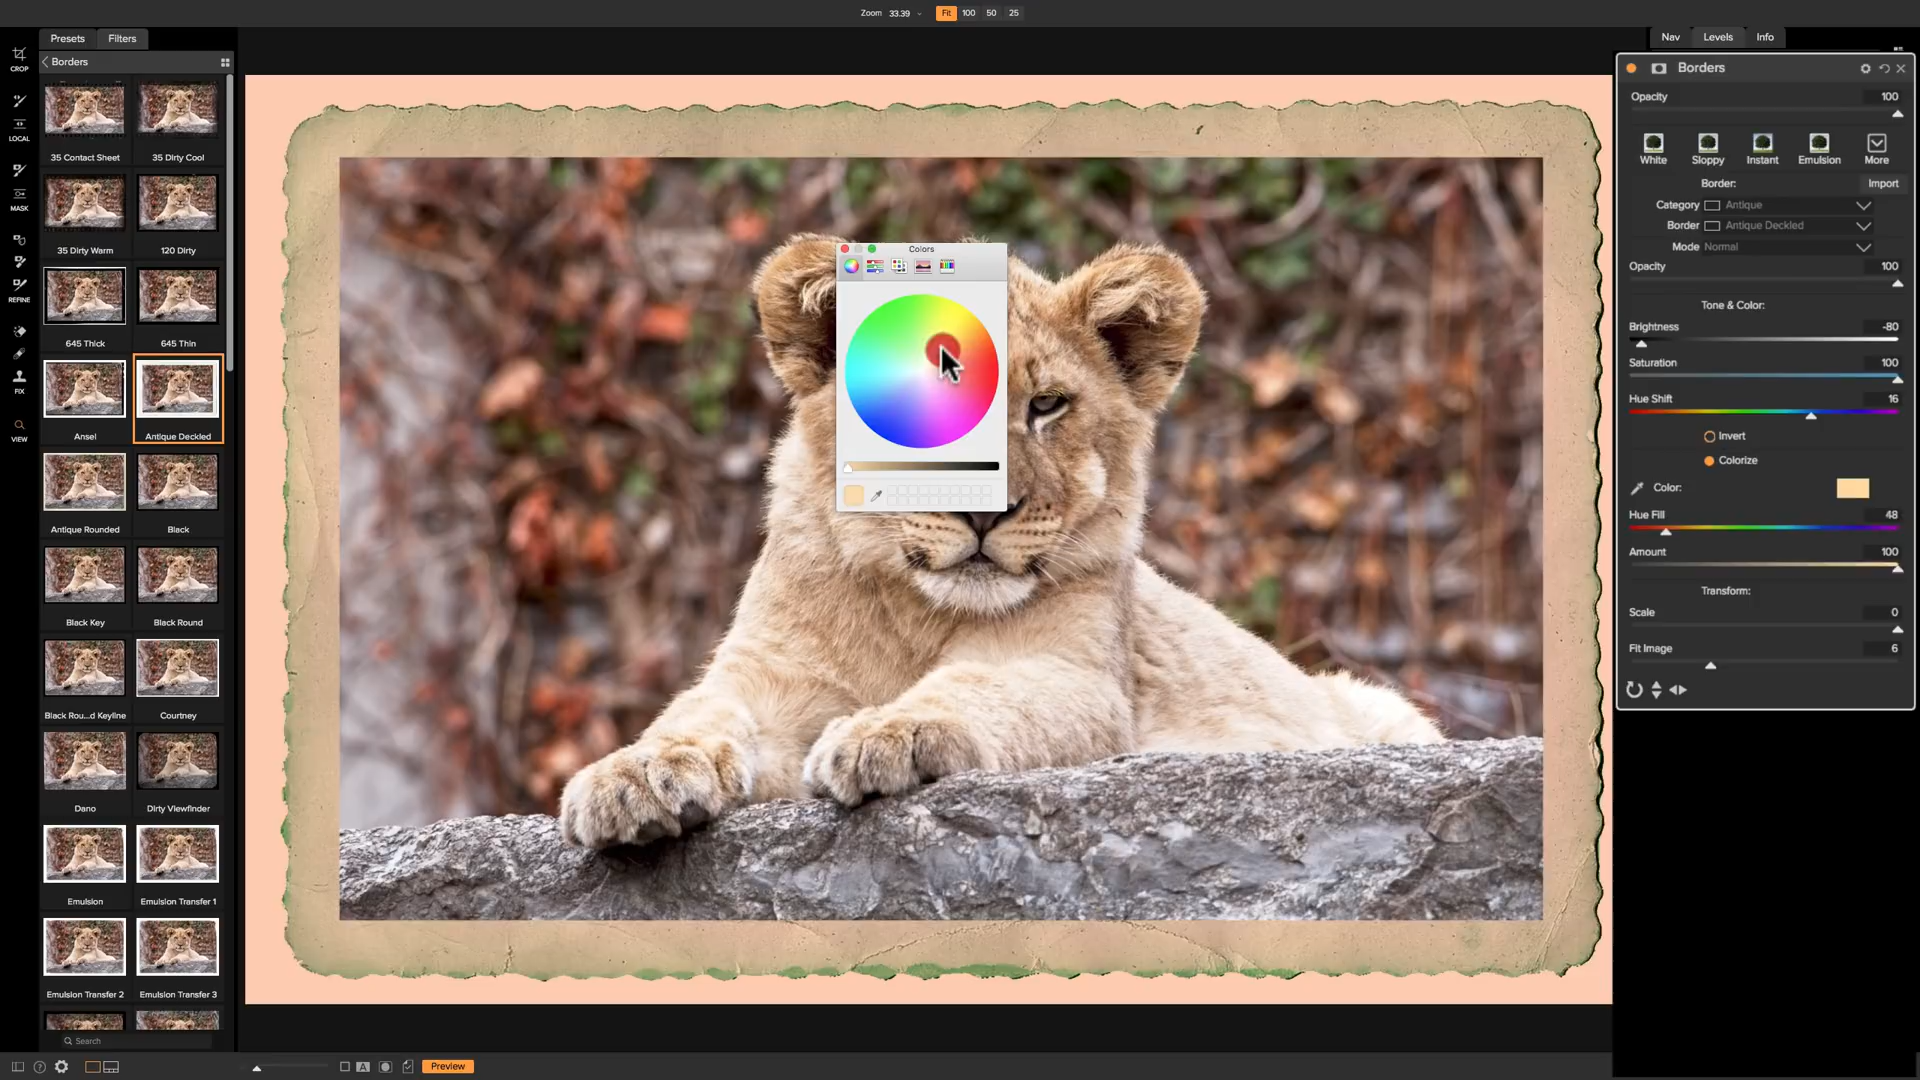 Zoom 33.39 Fit 100 50 25
Presets Filters
Nav Levels Info
Borders
CROP
LOCAL
MASK
REFINE
FIX
VIEW
35 Contact Sheet 35 Dirty Cool
35 Dirty Warm 120 Dirty
645 Thick 645 Thin
Ansel Antique Deckled
Antique Rounded Black
Black Key Black Round
Black Rou...d Keyline Courtney
Dano Dirty Viewfinder
Emulsion Emulsion Transfer 1
Emulsion Transfer 2 Emulsion Transfer 3
Search
Colors
Borders
Opacity 100
White Sloppy Instant Emulsion More
Border: Import
Category Antique
Border Antique Deckled
Mode Normal
Opacity 100
Tone & Color:
Brightness -80
Saturation 100
Hue Shift 16
Invert
Colorize
Color:
Hue Fill 48
Amount 100
Transform:
Scale 0
Fit Image 6
? A Preview